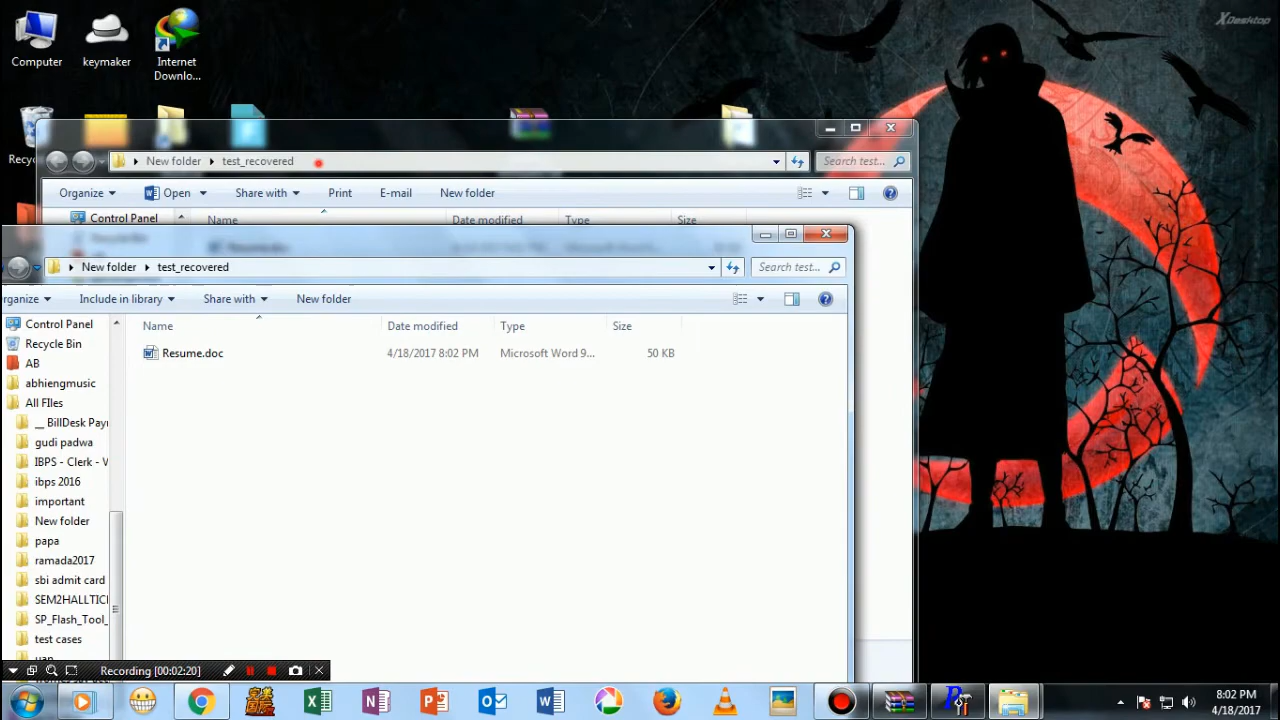 XDesktop
Computer
keymaker
Internet
Downlo...
Recyc
New folder
test_recovered
Search test...
Organize
Open
Share with
Print
E-mail
New folder
Control Panel
Name
Date modified
Type
Size
New folder
test_recovered
Search test...
rganize
Include in library
Share with
New folder
Control Panel
Name
Date modified
Type
Size
Recycle Bin
Resume.doc
4/18/2017 8:02 PM
Microsoft Word 9...
50 KB
AB
abhiengmusic
All FIles
__ BillDesk Payr
gudi padwa
IBPS - Clerk - V
ibps 2016
important
New folder
papa
ramada2017
sbi admit card
SEM2HALLTICI
SP_Flash_Tool_
test cases
uan
Recording [00:02:20]
8:02 PM
4/18/2017